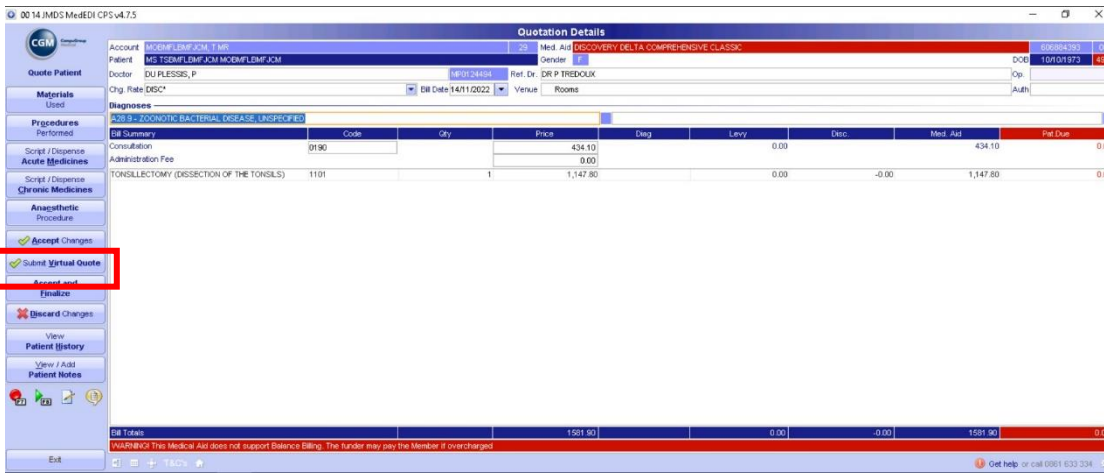 0014 JMDS MedEDI CPS v4.7.5
Quotation Details
CGM CompuGroup Medical
Account MOBMFLBMFJCM, T MR 29 Med. Aid DISCOVERY DELTA COMPREHENSIVE CLASSIC 606864393
Patient MS TSBMFLBMFJCM MOBMFLBMFJCM Gender F DOB 10/10/1973 49
Quote Patient
Doctor DU PLESSIS, P MP0124494 Ref. Dr. DR P TREDOUX Op.
Chg. Rate DISC* Bill Date 14/11/2022 Venue Rooms Auth
Materials
Used
Diagnoses
A28.9 - ZOONOTIC BACTERIAL DISEASE, UNSPECIFIED
Procedures
Performed
Bill Summary Code Qty Price Diag Levy Disc. Med. Aid Pat.Due
Consultation 0190 434.10 0.00 434.10
Administration Fee 0.00
TONSILLECTOMY (DISSECTION OF THE TONSILS) 1101 1 1,147.80 0.00 -0.00 1,147.80
Script / Dispense
Acute Medicines
Script / Dispense
Chronic Medicines
Anaesthetic
Procedure
Accept Changes
Submit Virtual Quote
Accept and
Finalize
Discard Changes
View
Patient History
View / Add
Patient Notes
F7 F8
Bill Totals 1581.90 0.00 -0.00 1581.90
WARNING! This Medical Aid does not support Balance Billing. The funder may pay the Member if overcharged
Exit
T&C's
Get help or call 0861 633 334